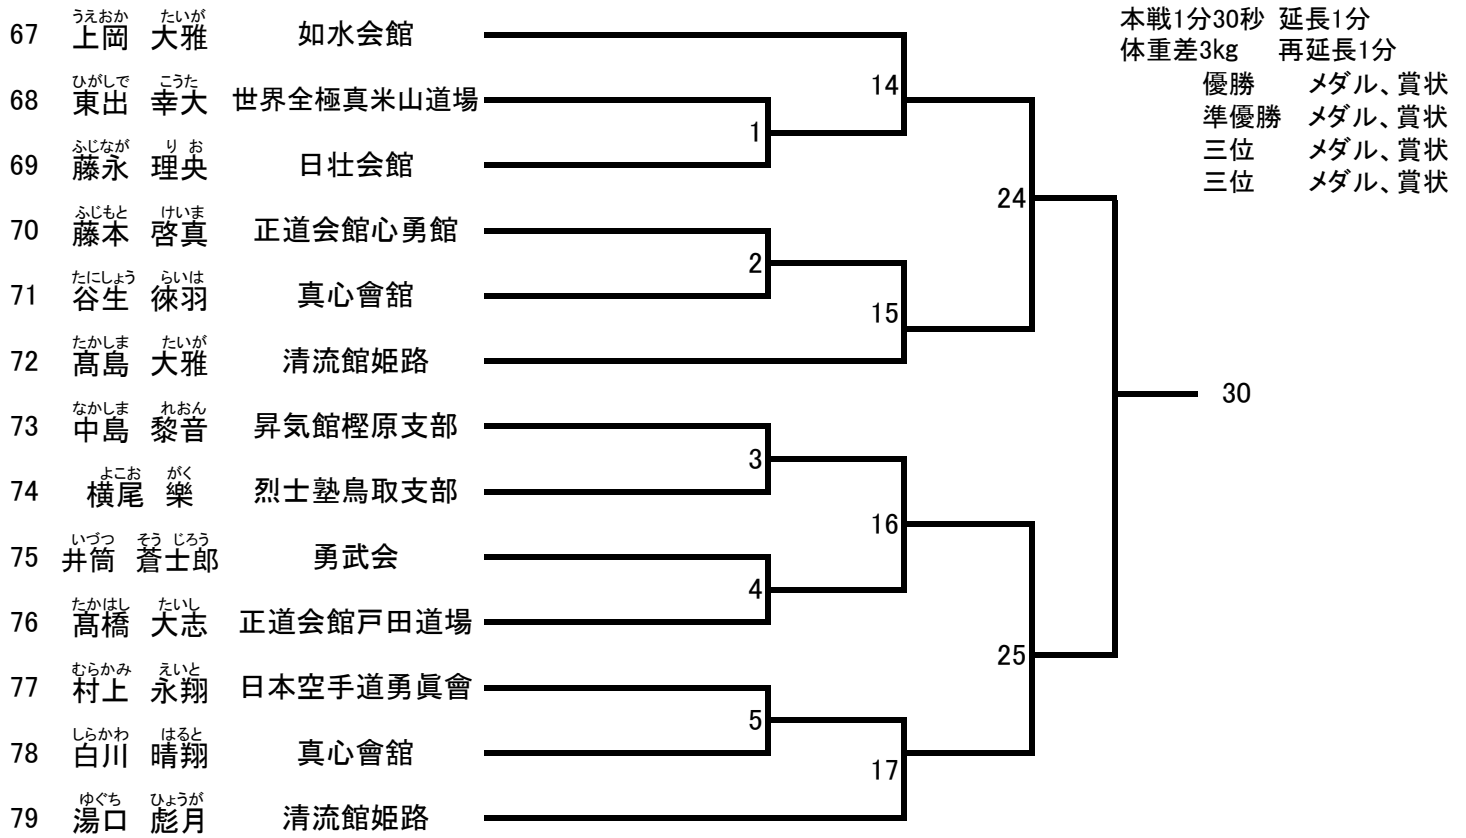 本戦1分30秒 延長1分
体重差3kg 再延長1分
優勝 メダル、賞状
準優勝 メダル、賞状
三位 メダル、賞状
三位 メダル、賞状
うえおか たいが
67 上岡 大雅 如水会館
ひがしで こうた
68 東出 幸大 世界全極真米山道場
ふじなが り お
69 藤永 理央 日壮会館
ふじもと けいま
70 藤本 啓真 正道会館心勇館
たにしょう らいは
71 谷生 徠羽 真心會舘
たかしま たいが
72 髙島 大雅 清流館姫路
なかしま れおん
73 中島 黎音 昇気館樫原支部
よこお がく
74 横尾 樂 烈士塾鳥取支部
いづつ そう じろう
75 井筒 蒼士郎 勇武会
たかはし たいし
76 髙橋 大志 正道会館戸田道場
むらかみ えいと
77 村上 永翔 日本空手道勇眞會
しらかわ はると
78 白川 晴翔 真心會舘
ゆぐち ひょうが
79 湯口 彪月 清流館姫路
1
2
3
4
5
14
15
16
17
24
25
30